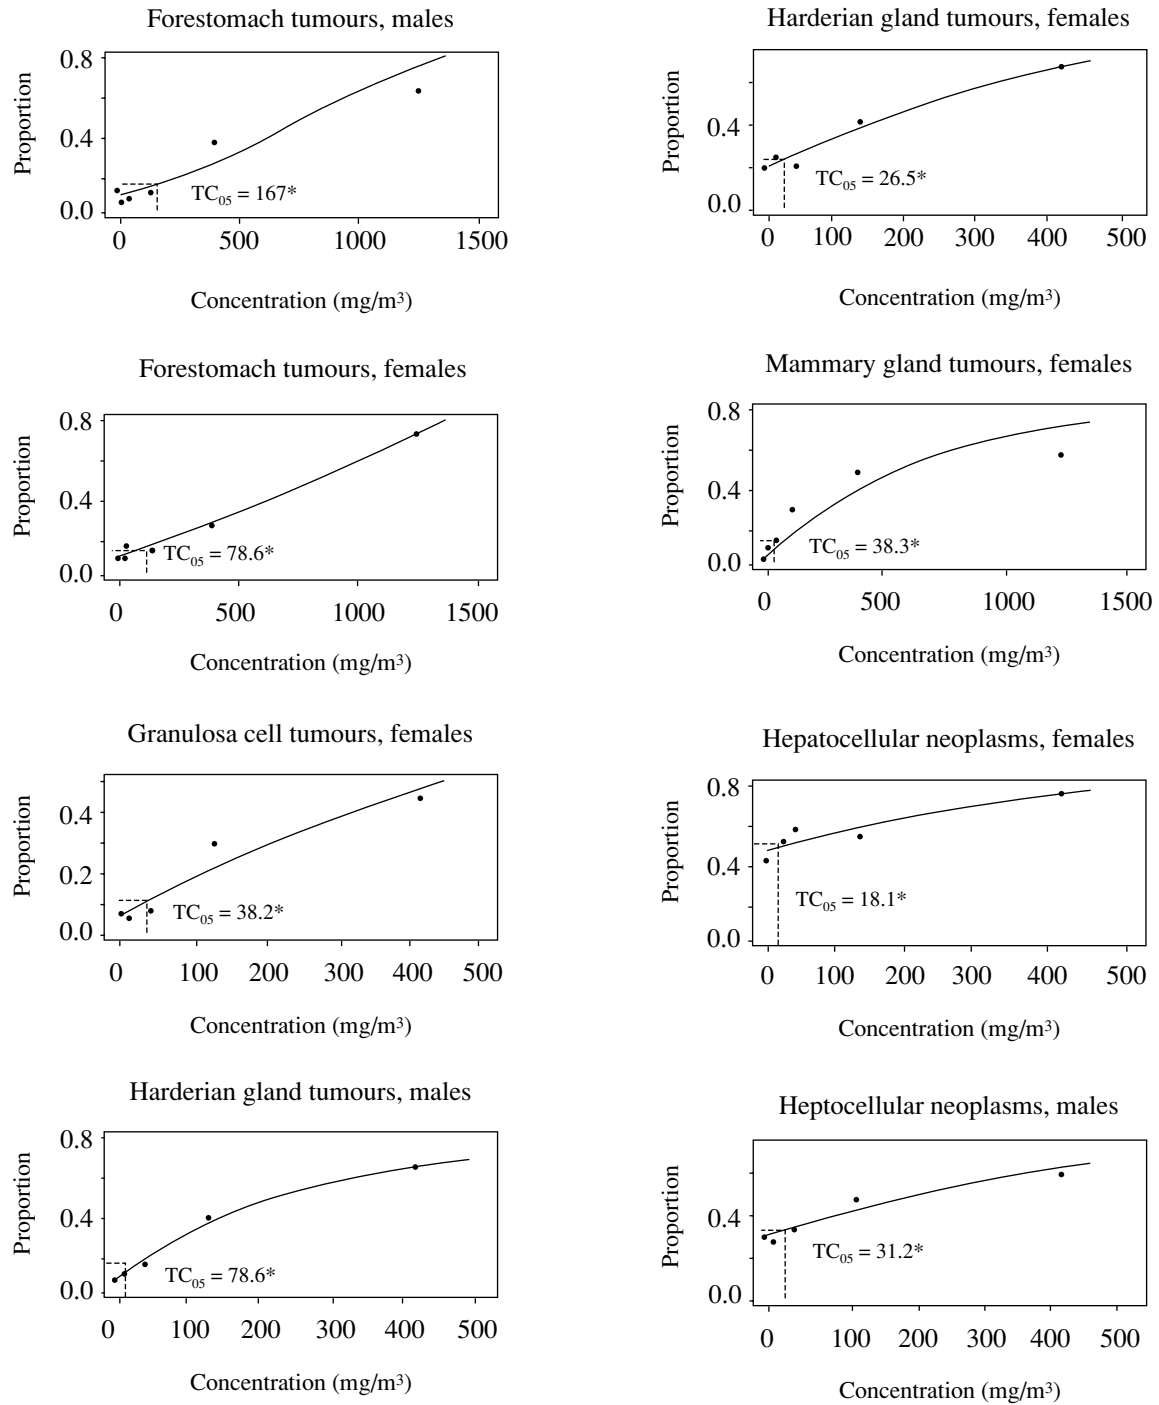 Forestomach tumours, males
Proportion
0.8
0.4
0.0
TC₀₅ = 167*
0 500 1000 1500
Concentration (mg/m³)
Harderian gland tumours, females
Proportion
0.4
0.0
TC₀₅ = 26.5*
0 100 200 300 400 500
Concentration (mg/m³)
Forestomach tumours, females
Proportion
0.8
0.4
0.0
TC₀₅ = 78.6*
0 500 1000 1500
Concentration (mg/m³)
Mammary gland tumours, females
Proportion
0.8
0.4
0.0
TC₀₅ = 38.3*
0 500 1000 1500
Concentration (mg/m³)
Granulosa cell tumours, females
Proportion
0.4
0.2
0.0
TC₀₅ = 38.2*
0 100 200 300 400 500
Concentration (mg/m³)
Hepatocellular neoplasms, females
Proportion
0.8
0.4
0.0
TC₀₅ = 18.1*
0 100 200 300 400 500
Concentration (mg/m³)
Harderian gland tumours, males
Proportion
0.8
0.4
0.0
TC₀₅ = 78.6*
0 100 200 300 400 500
Concentration (mg/m³)
Heptocellular neoplasms, males
Proportion
0.4
0.0
TC₀₅ = 31.2*
0 100 200 300 400 500
Concentration (mg/m³)